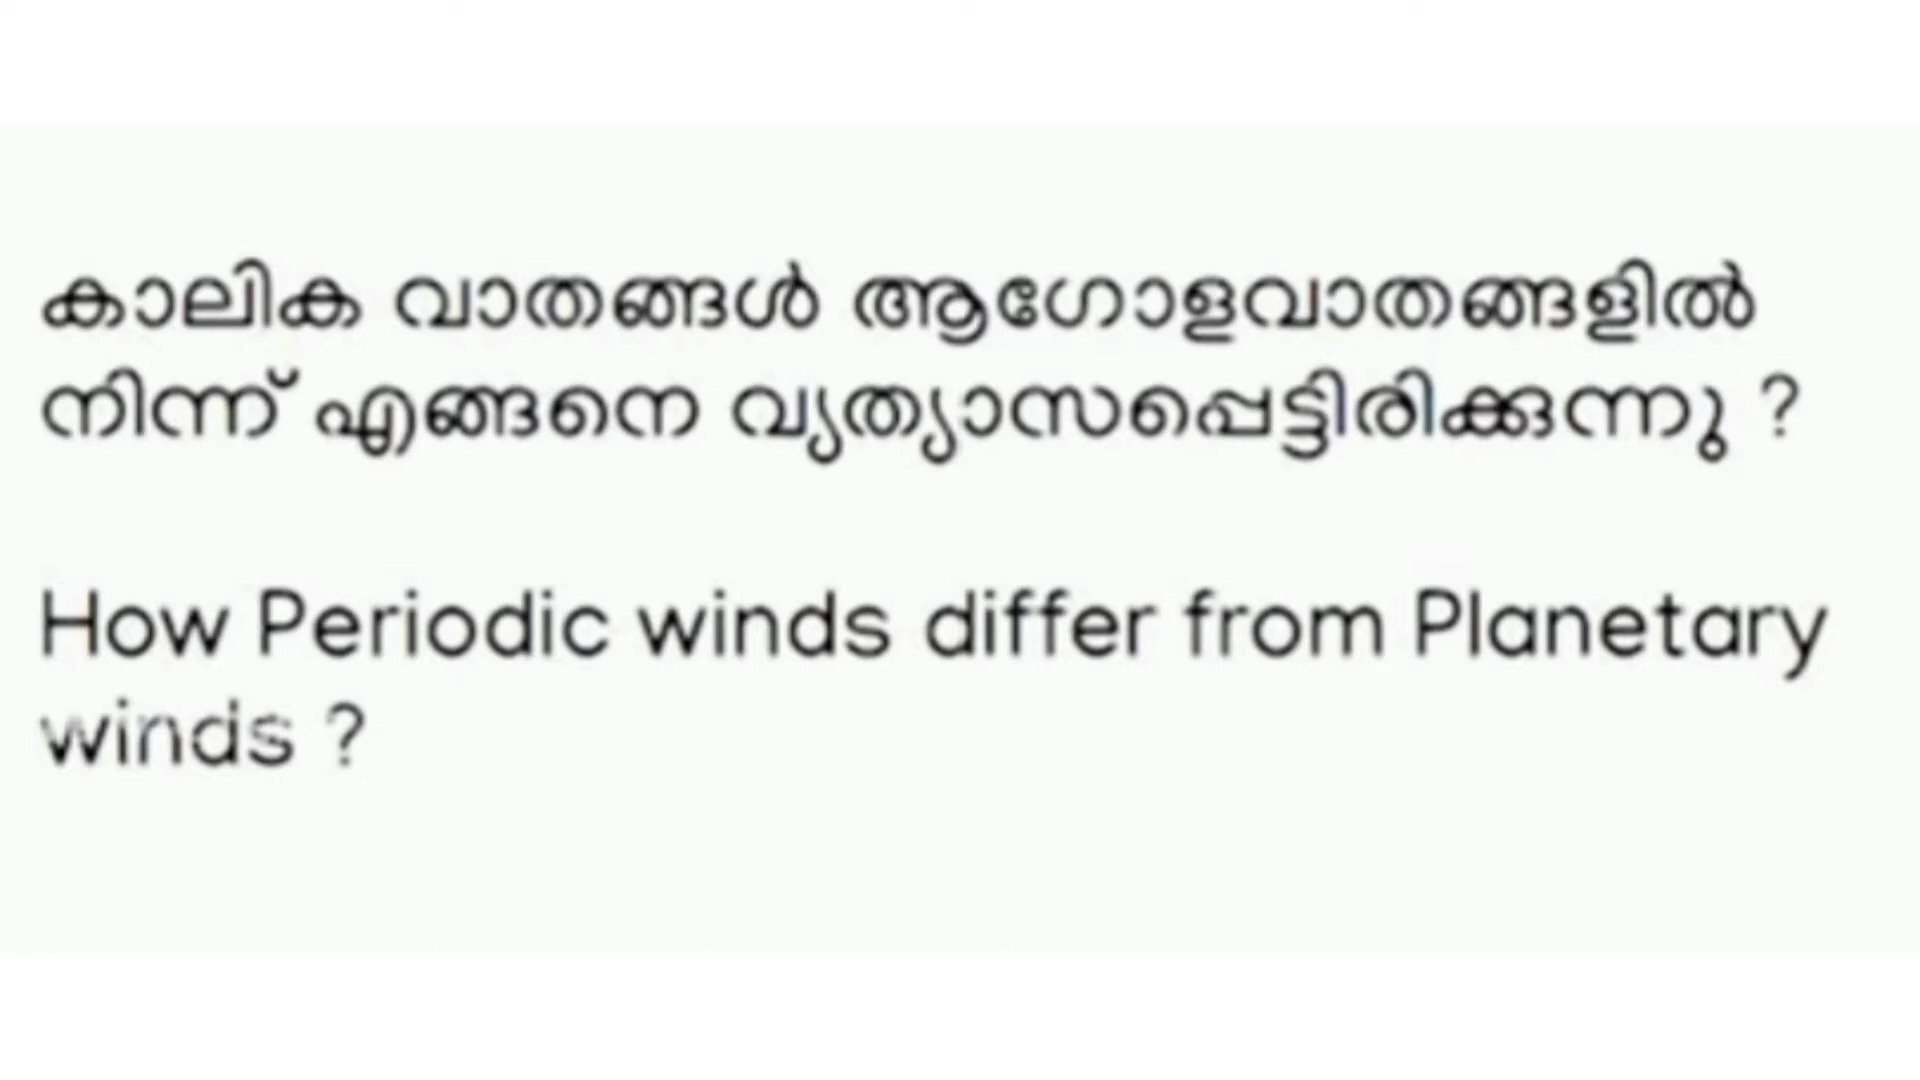 കാലിക വാതങ്ങൾ ആഗോളവാതങ്ങളിൽ
നിന്ന് എങ്ങനെ വ്യത്യാസപ്പെട്ടിരിക്കുന്നു ?
How Periodic winds differ from Planetary
winds ?